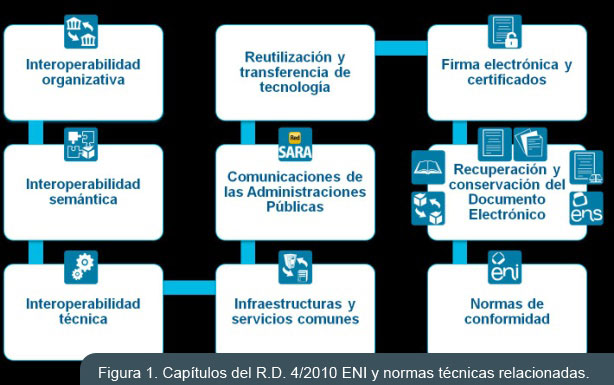 Interoperabilidad
organizativa
Reutilización y
transferencia de
tecnología
Firma electrónica y
certificados
Interoperabilidad
semántica
Red
SARA
Comunicaciones de
las Administraciones
Públicas
Recuperación y
conservación del
Documento
Electrónico
ens
Interoperabilidad
técnica
Infraestructuras y
servicios comunes
eni
Normas de
conformidad
Figura 1. Capítulos del R.D. 4/2010 ENI y normas técnicas relacionadas.